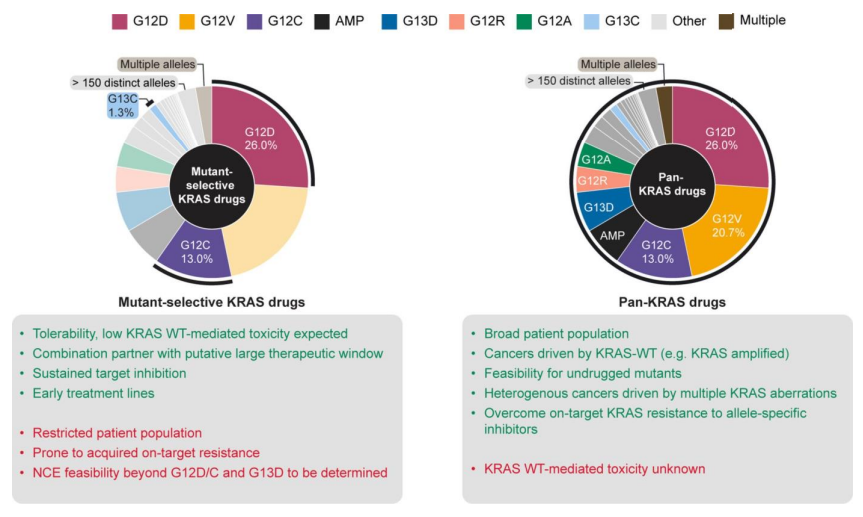 G12D G12V G12C AMP G13D G12R G12A G13C Other Multiple
Multiple alleles
> 150 distinct alleles
G13C
1.3%
G12D
26.0%
Mutant-
selective
KRAS drugs
G12C
13.0%
Mutant-selective KRAS drugs
• Tolerability, low KRAS WT-mediated toxicity expected
• Combination partner with putative large therapeutic window
• Sustained target inhibition
• Early treatment lines
• Restricted patient population
• Prone to acquired on-target resistance
• NCE feasibility beyond G12D/C and G13D to be determined
Multiple alleles
> 150 distinct alleles
G12D
26.0%
G12A
G12R
G13D
AMP
Pan-
KRAS drugs
G12V
20.7%
G12C
13.0%
Pan-KRAS drugs
• Broad patient population
• Cancers driven by KRAS-WT (e.g. KRAS amplified)
• Feasibility for undrugged mutants
• Heterogenous cancers driven by multiple KRAS aberrations
• Overcome on-target KRAS resistance to allele-specific
inhibitors
• KRAS WT-mediated toxicity unknown